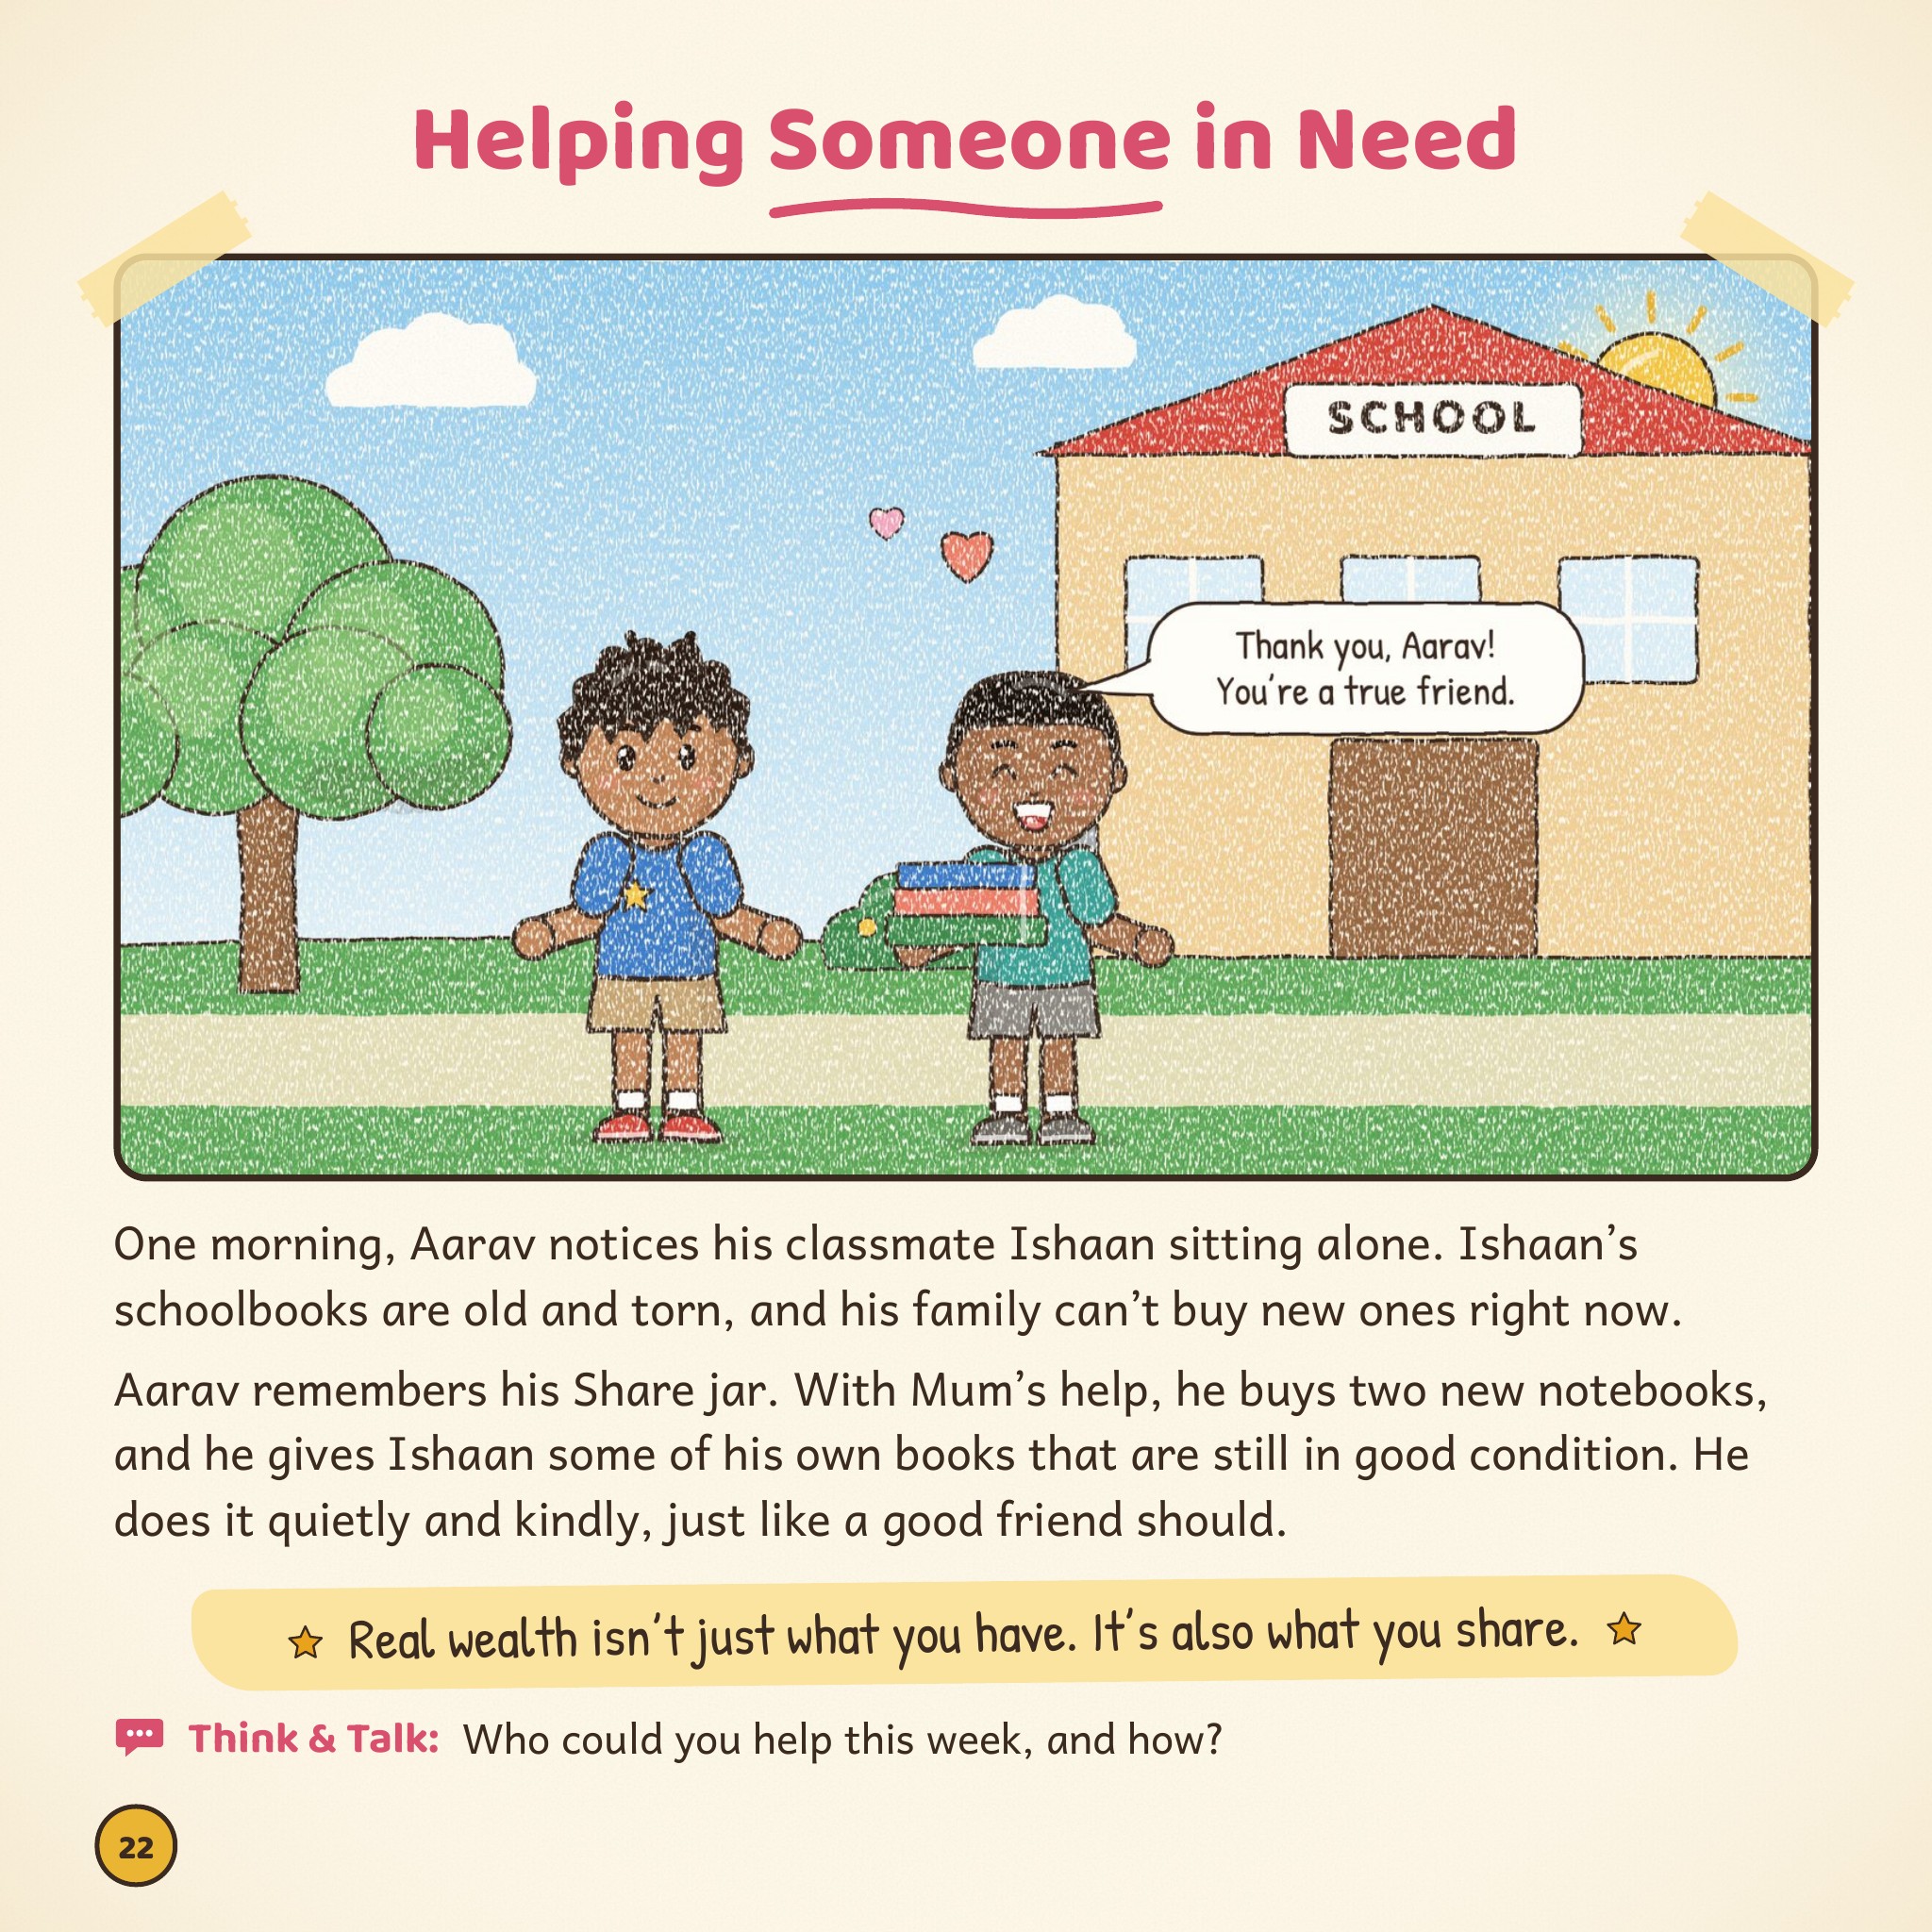 Helping Someone in Need
SCHOOL
Thank you, Aarav!
You're a true friend.
One morning, Aarav notices his classmate Ishaan sitting alone. Ishaan's
schoolbooks are old and torn, and his family can't buy new ones right now.
Aarav remembers his Share jar. With Mum's help, he buys two new notebooks,
and he gives Ishaan some of his own books that are still in good condition. He
does it quietly and kindly, just like a good friend should.
Real wealth isn't just what you have. It's also what you share.
Think & Talk: Who could you help this week, and how?
22